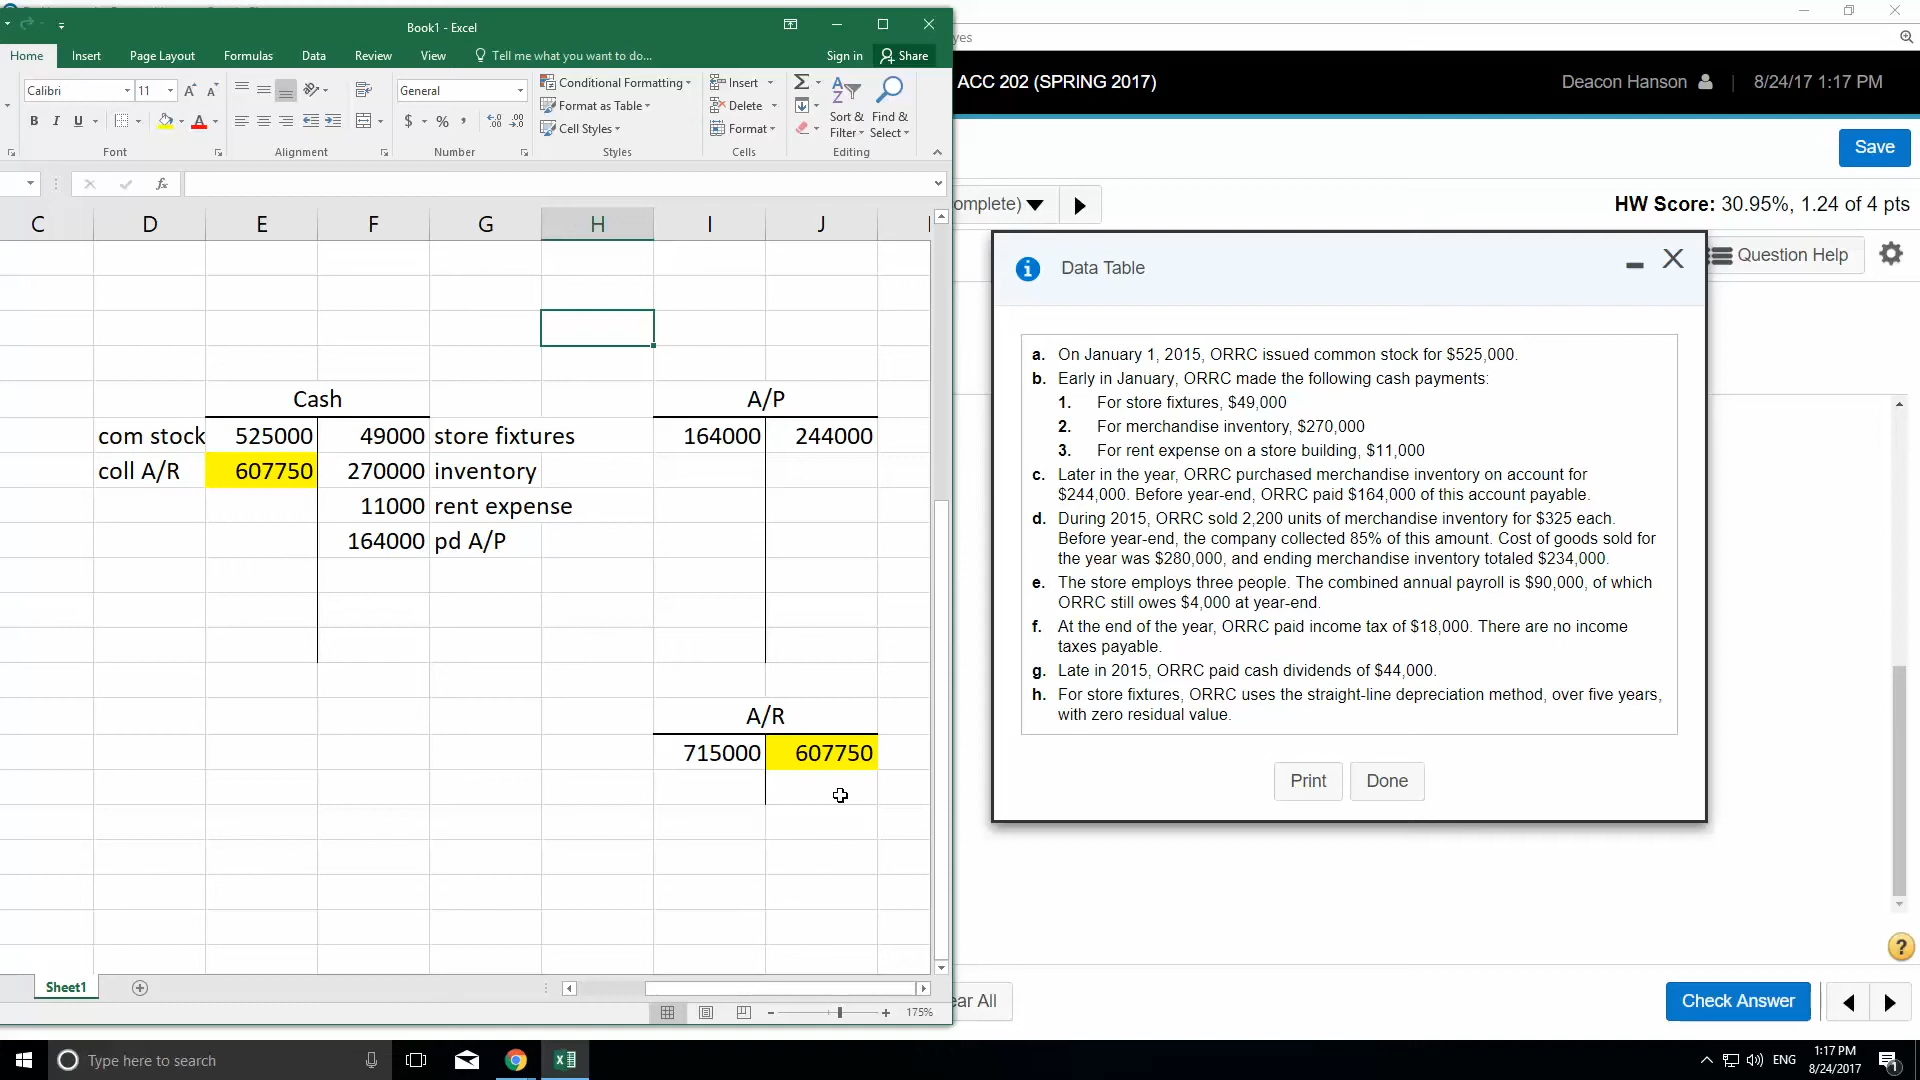 Book1 - Excel
Home Insert Page Layout Formulas Data Review View Tell me what you want to do... Sign in Share
Calibri 11 General
Conditional Formatting
Format as Table
Cell Styles
Insert
Delete
Format
Sort & Filter
Find & Select
B I U $ % ,
Font Alignment Number Styles Cells Editing
fx
C D E F G H I J
Cash A/P
com stock 525000 49000 store fixtures 164000 244000
coll A/R 607750 270000 inventory
11000 rent expense
164000 pd A/P
A/R
715000 607750
Sheet1
175%
yes
ACC 202 (SPRING 2017) Deacon Hanson 8/24/17 1:17 PM
Save
omplete) HW Score: 30.95%, 1.24 of 4 pts
Question Help
Data Table
a. On January 1, 2015, ORRC issued common stock for $525,000.
b. Early in January, ORRC made the following cash payments:
1. For store fixtures, $49,000
2. For merchandise inventory, $270,000
3. For rent expense on a store building, $11,000
c. Later in the year, ORRC purchased merchandise inventory on account for
$244,000. Before year-end, ORRC paid $164,000 of this account payable.
d. During 2015, ORRC sold 2,200 units of merchandise inventory for $325 each.
Before year-end, the company collected 85% of this amount. Cost of goods sold for
the year was $280,000, and ending merchandise inventory totaled $234,000.
e. The store employs three people. The combined annual payroll is $90,000, of which
ORRC still owes $4,000 at year-end.
f. At the end of the year, ORRC paid income tax of $18,000. There are no income
taxes payable.
g. Late in 2015, ORRC paid cash dividends of $44,000.
h. For store fixtures, ORRC uses the straight-line depreciation method, over five years,
with zero residual value.
Print Done
?
ear All Check Answer
Type here to search
ENG
1:17 PM
8/24/2017
1